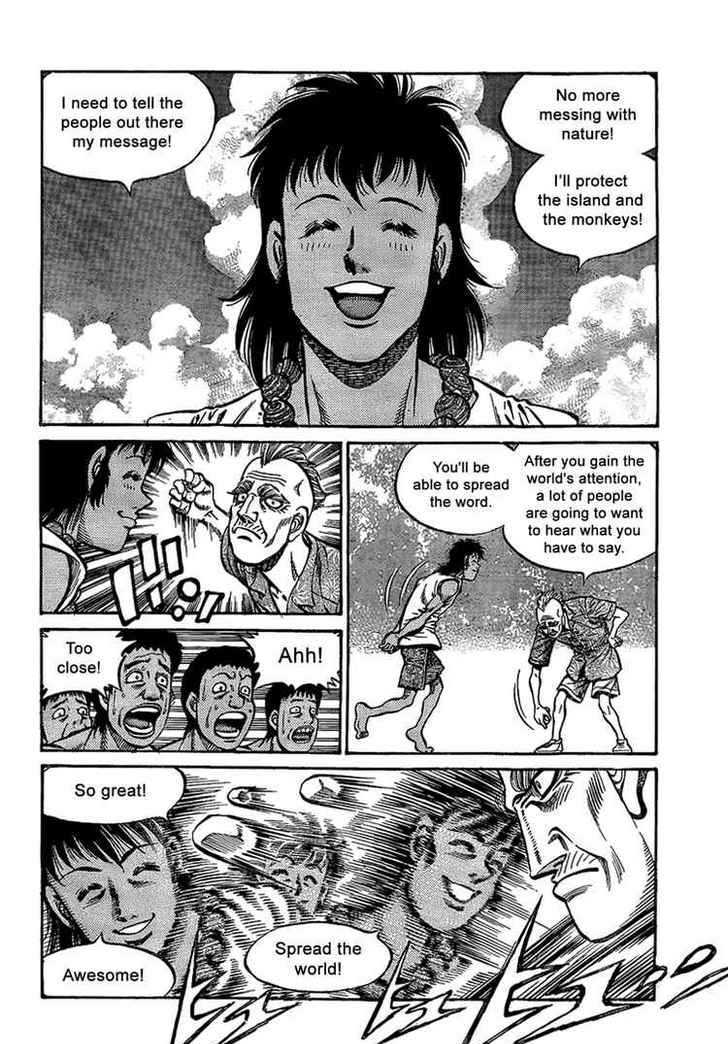 No more
messing with
nature!
I'll protect
the island and
the monkeys!
I need to tell the
people out there
my message!
After you gain the
world's attention,
a lot of people
are going to want
to hear what you
have to say.
You'll be
able to spread
the word.
Ahh!
Too
close!
So great!
Spread the
world!
Awesome!